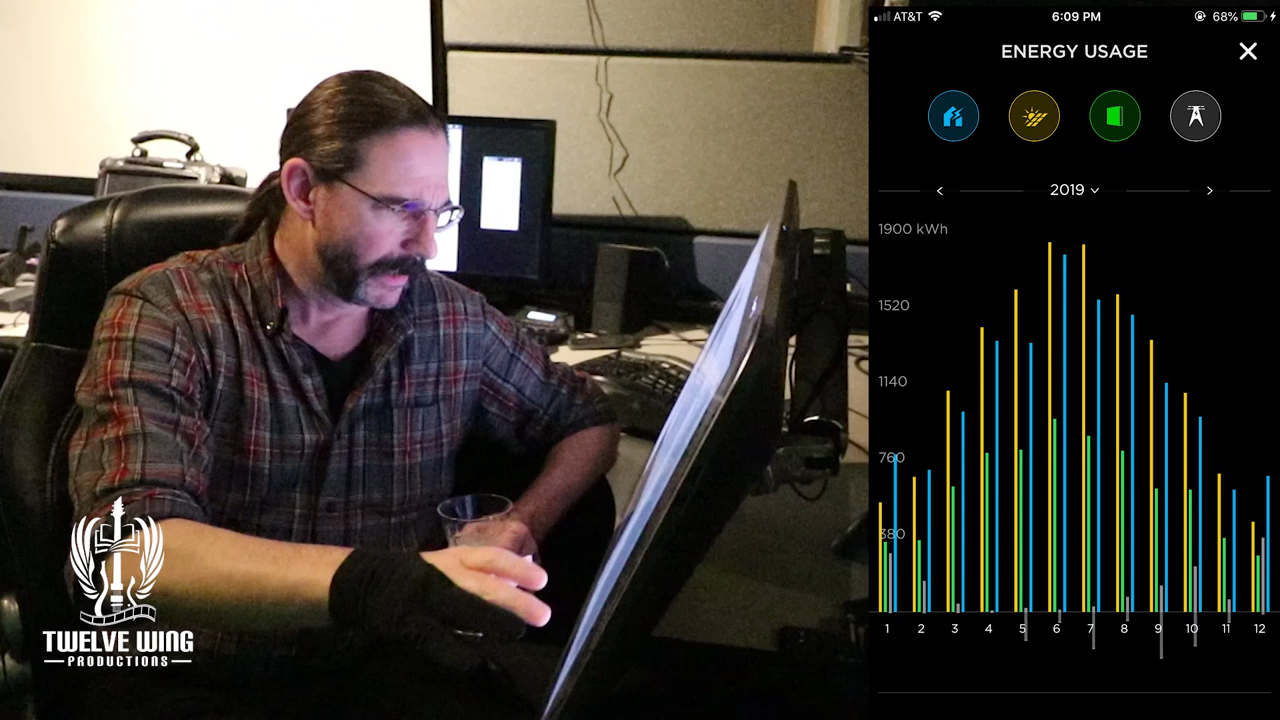 AT&T
6:09 PM
68%
ENERGY USAGE
2019
1900 kWh
1520
1140
760
380
1 2 3 4 5 6 7 8 9 10 11 12
TWELVE WING
PRODUCTIONS